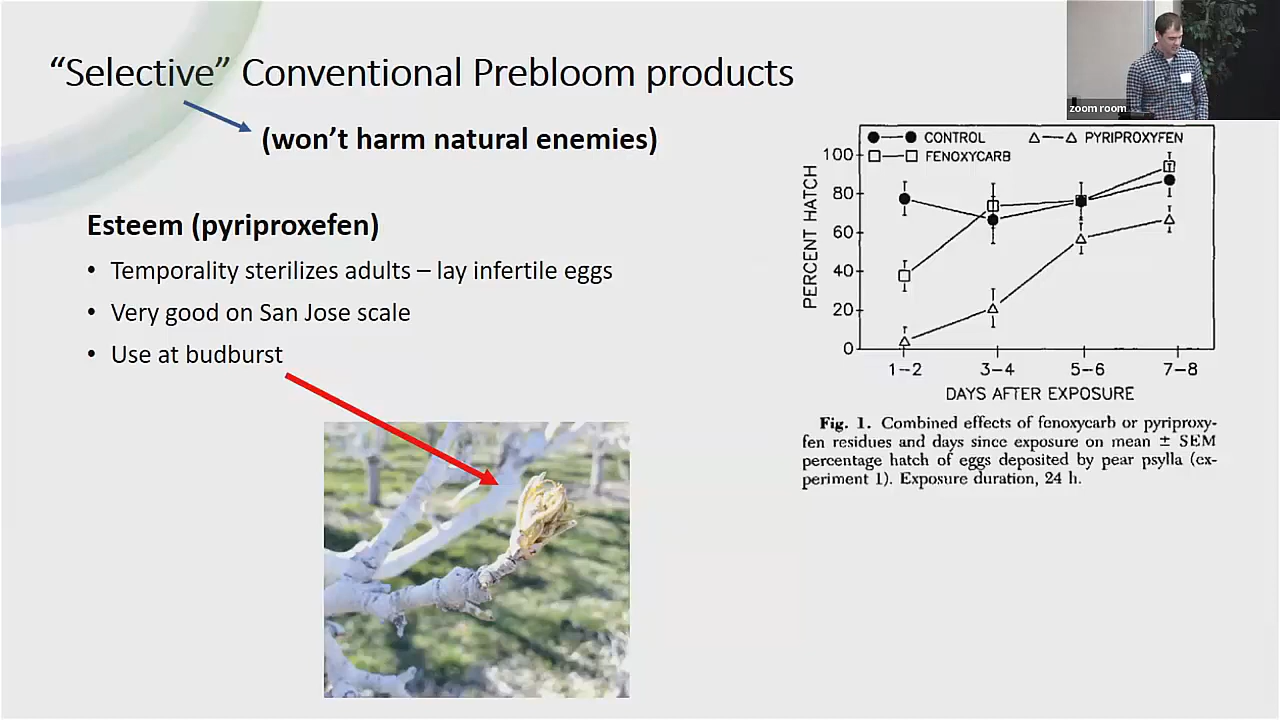 “Selective” Conventional Prebloom products
(won’t harm natural enemies)
zoom room
Esteem (pyriproxefen)
• Temporality sterilizes adults – lay infertile eggs
• Very good on San Jose scale
• Use at budburst
CONTROL
PYRIPROXYFEN
FENOXYCARB
PERCENT HATCH
100
80
60
40
20
0
1–2 3–4 5–6 7–8
DAYS AFTER EXPOSURE
Fig. 1. Combined effects of fenoxycarb or pyriproxy-
fen residues and days since exposure on mean ± SEM
percentage hatch of eggs deposited by pear psylla (ex-
periment 1). Exposure duration, 24 h.